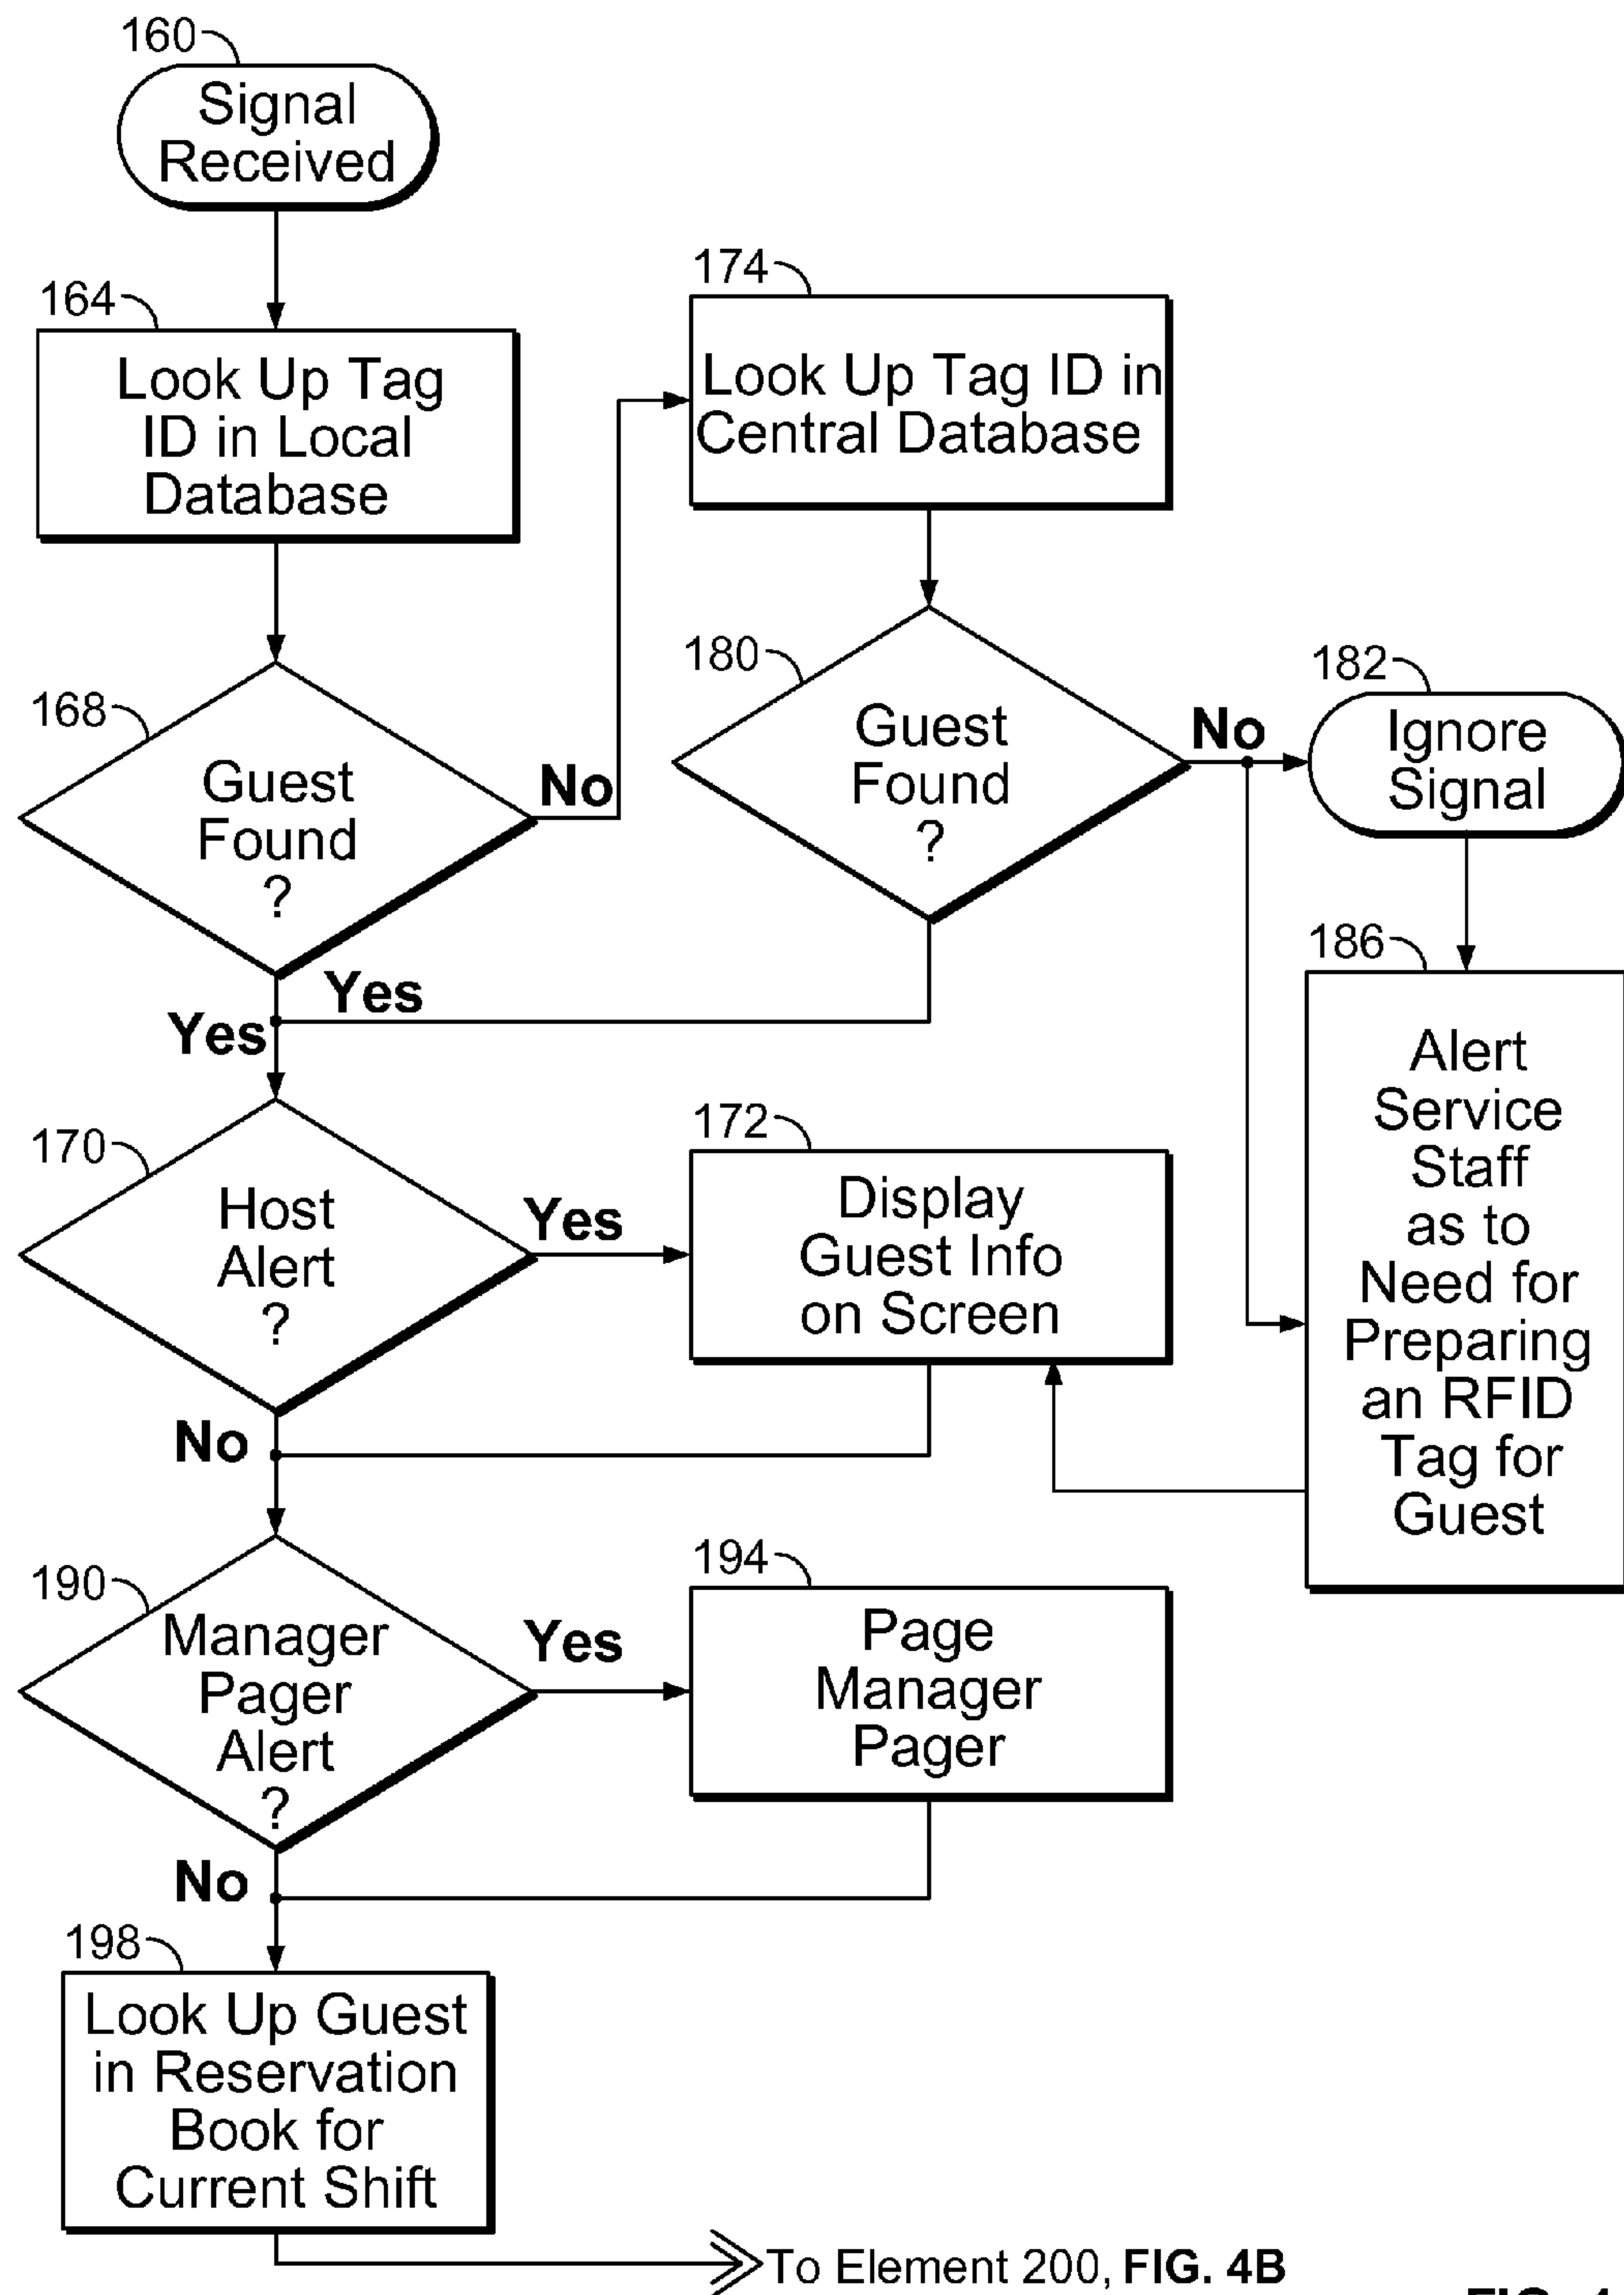 160
Signal
Received
164
Look Up Tag
ID in Local
Database
174
Look Up Tag ID in
Central Database
168
Guest
Found
?
No
180
Guest
Found
?
No
182
Ignore
Signal
Yes
Yes
186
Alert
Service
Staff
as to
Need for
Preparing
an RFID
Tag for
Guest
170
Host
Alert
?
Yes
172
Display
Guest Info
on Screen
No
190
Manager
Pager
Alert
?
Yes
194
Page
Manager
Pager
No
198
Look Up Guest
in Reservation
Book for
Current Shift
To Element 200, FIG. 4B